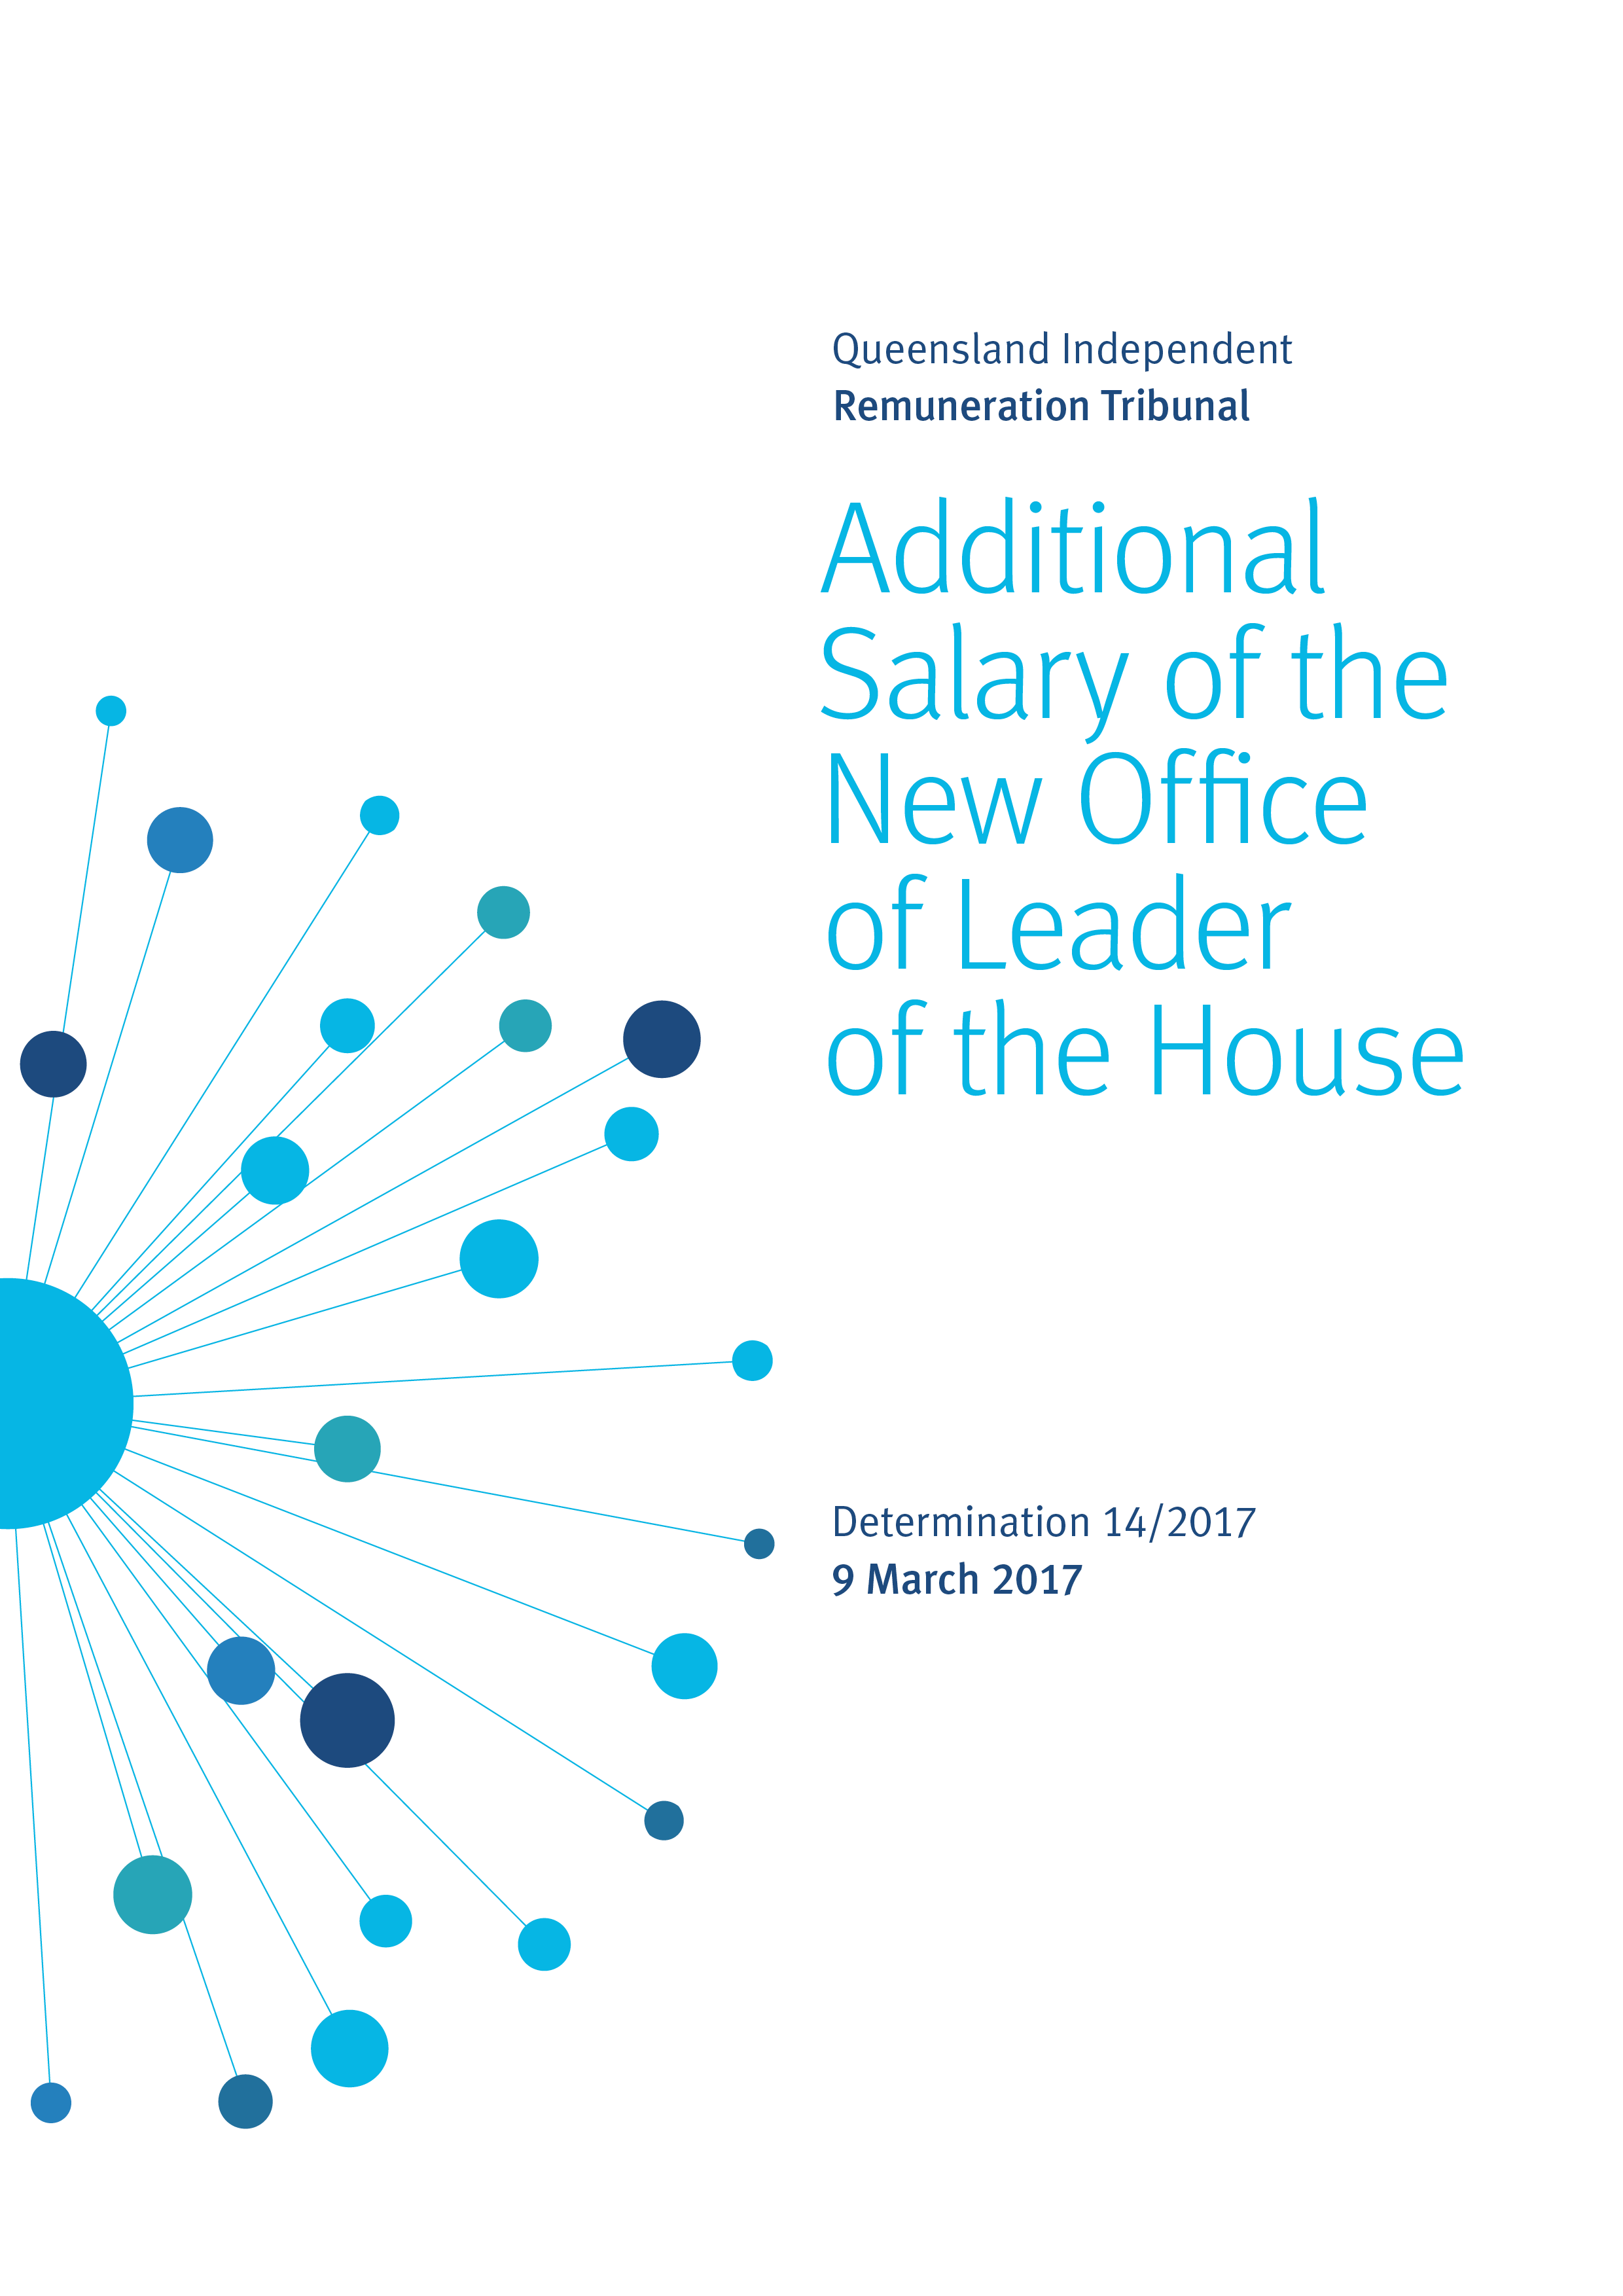 Queensland Independent
Remuneration Tribunal
Additional
Salary of the
New Office
of Leader
of the House
Determination 14/2017
9 March 2017